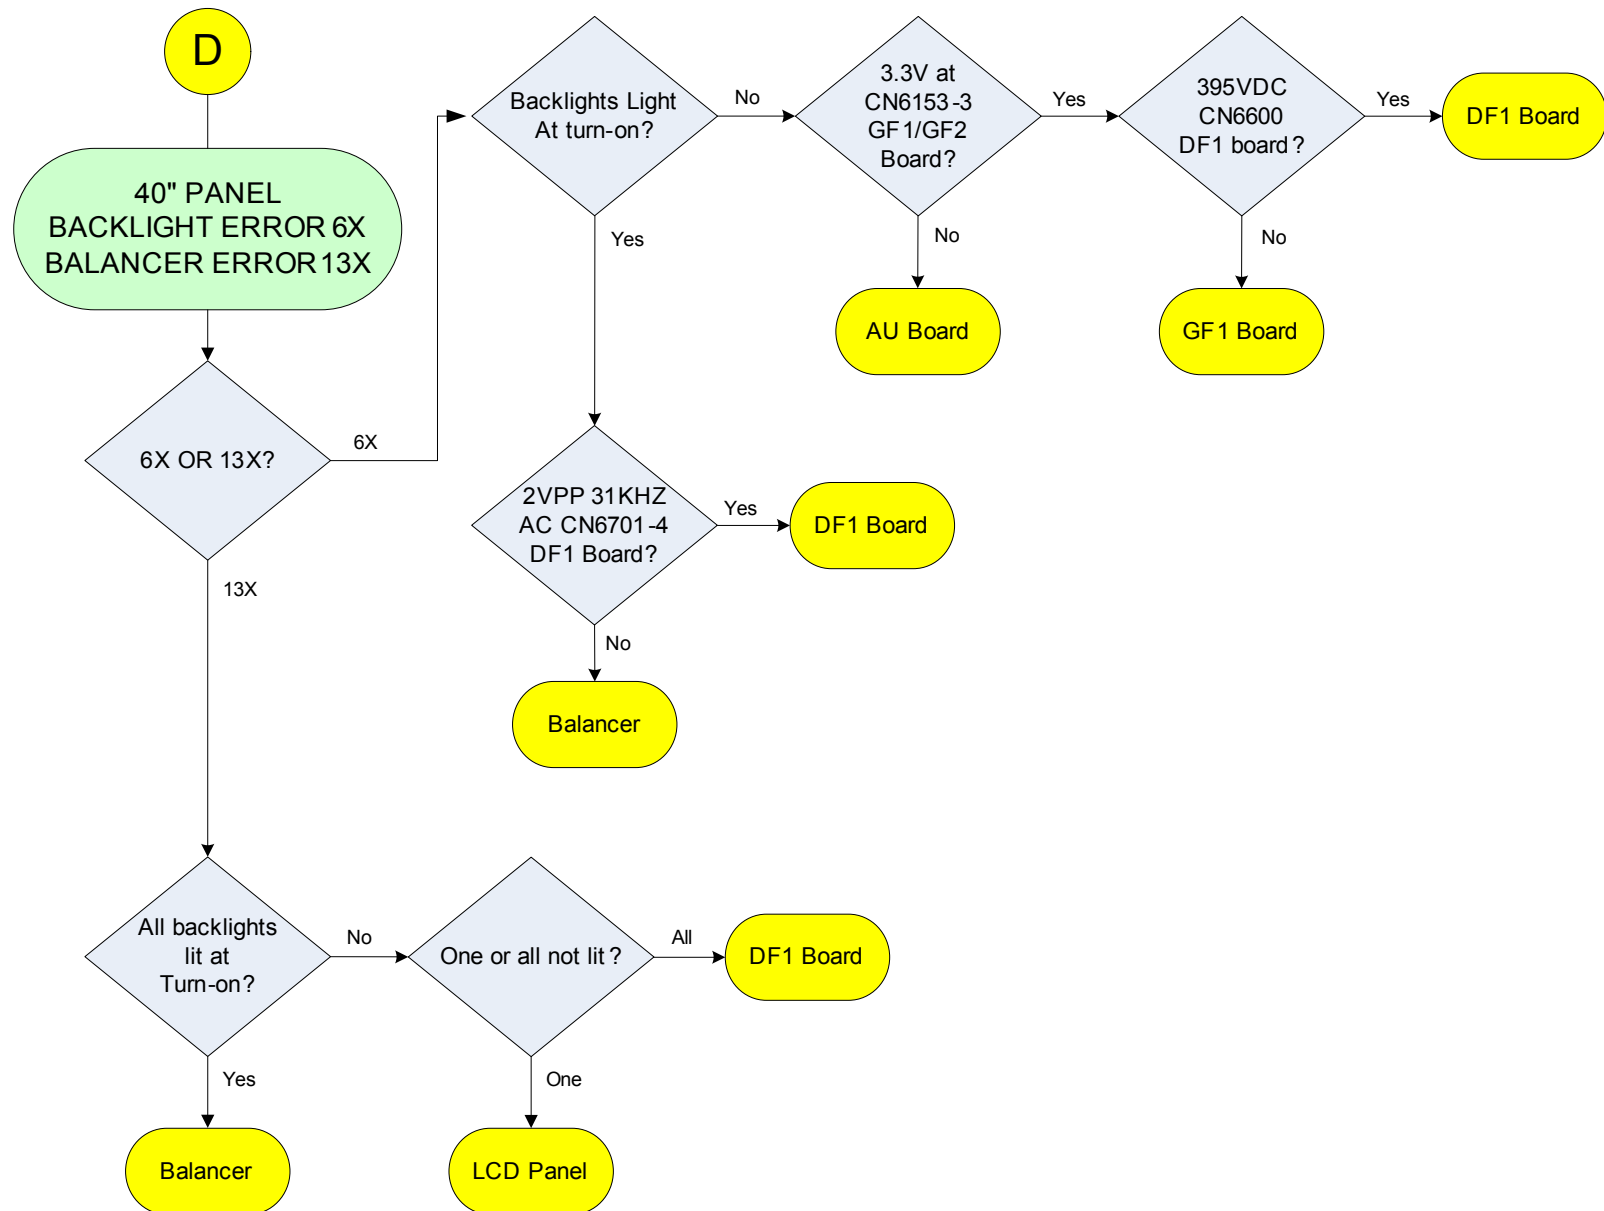 D
40" PANEL
BACKLIGHT ERROR 6X
BALANCER ERROR 13X
6X OR 13X?
6X
13X
Backlights Light
At turn-on?
No
Yes
3.3V at
CN6153-3
GF1/GF2
Board?
Yes
No
395VDC
CN6600
DF1 board?
Yes
No
DF1 Board
AU Board
GF1 Board
2VPP 31KHZ
AC CN6701-4
DF1 Board?
Yes
No
DF1 Board
Balancer
All backlights
lit at
Turn-on?
No
Yes
One or all not lit?
All
One
DF1 Board
Balancer
LCD Panel